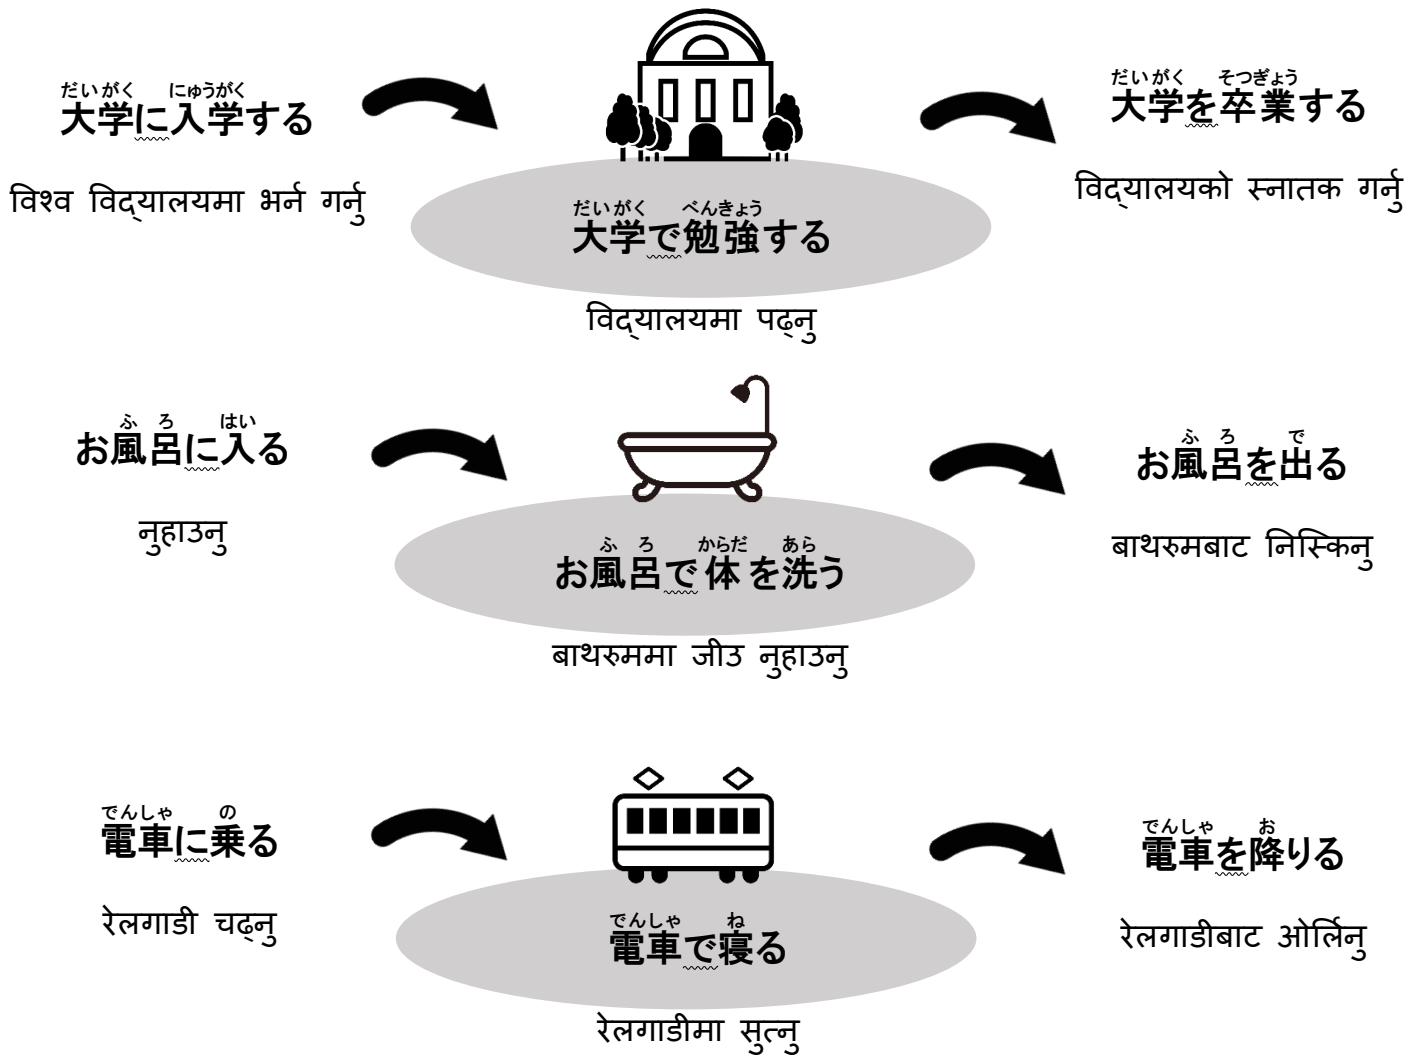 だいがく にゅうがく
大学に入学する
विश्व विद्यालयमा भर्न गर्नु
だいがく べんきょう
大学で勉強する
विद्यालयमा पढ्नु
だいがく そつぎょう
大学を卒業する
विद्यालयको स्नातक गर्नु
ふ ろ はい
お風呂に入る
नुहाउनु
ふ ろ からだ あら
お風呂で体を洗う
बाथरुममा जीउ नुहाउनु
ふ ろ で
お風呂を出る
बाथरुमबाट निस्किनु
でんしゃ の
電車に乗る
रेलगाडी चढ्नु
でんしゃ ね
電車で寝る
रेलगाडीमा सुत्नु
でんしゃ お
電車を降りる
रेलगाडीबाट ओर्लिनु